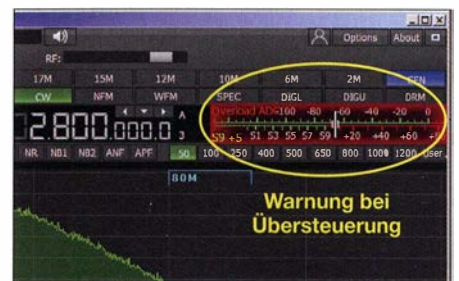 Options About
RF:
17M 15M 12M 10M 6M 2M GEN
CW NFM WFM SPEC DIGL DIGU DRM
Overload ADC -100 -80 -60 -40 -20 0
2.800.000.0 A 3
S9 +5 S1 S3 S5 S7 S9 +20 +40 +60
NR NB1 NB2 ANF APF 50 100 250 400 500 650 800 1000 1200 User
80M
Warnung bei
Übersteuerung